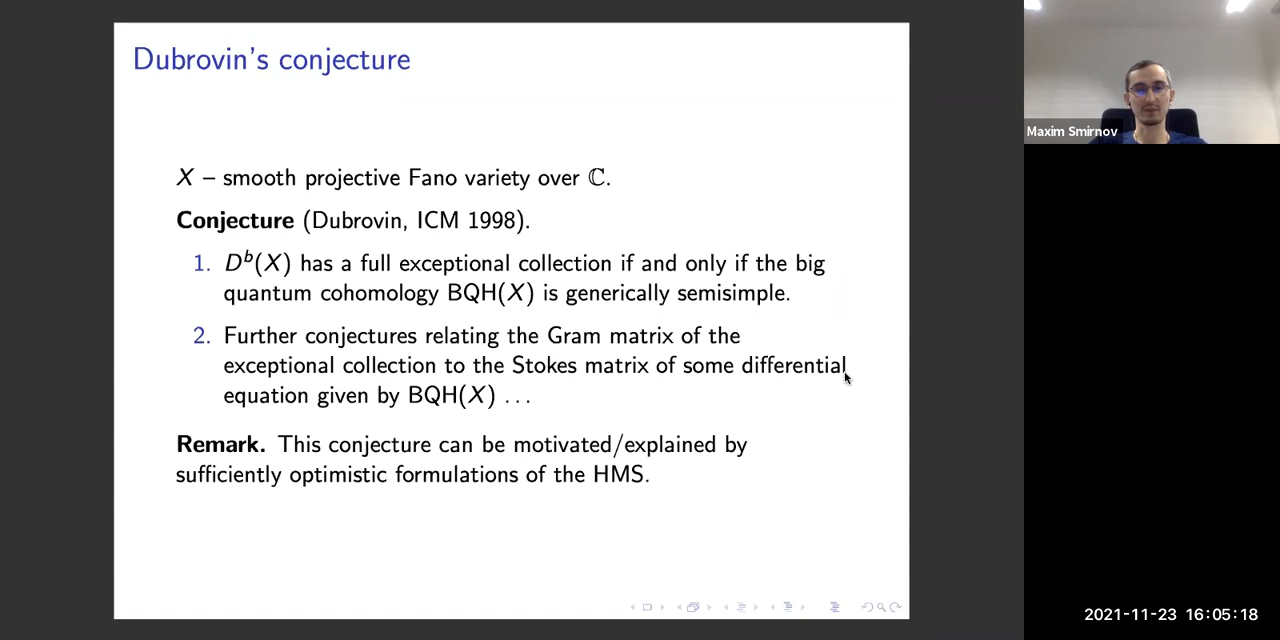 Dubrovin's conjecture
X – smooth projective Fano variety over ℂ.
Conjecture (Dubrovin, ICM 1998).
1. Dᵇ(X) has a full exceptional collection if and only if the big
quantum cohomology BQH(X) is generically semisimple.
2. Further conjectures relating the Gram matrix of the
exceptional collection to the Stokes matrix of some differential
equation given by BQH(X) . . .
Remark. This conjecture can be motivated/explained by
sufficiently optimistic formulations of the HMS.
Maxim Smirnov
2021-11-23 16:05:18